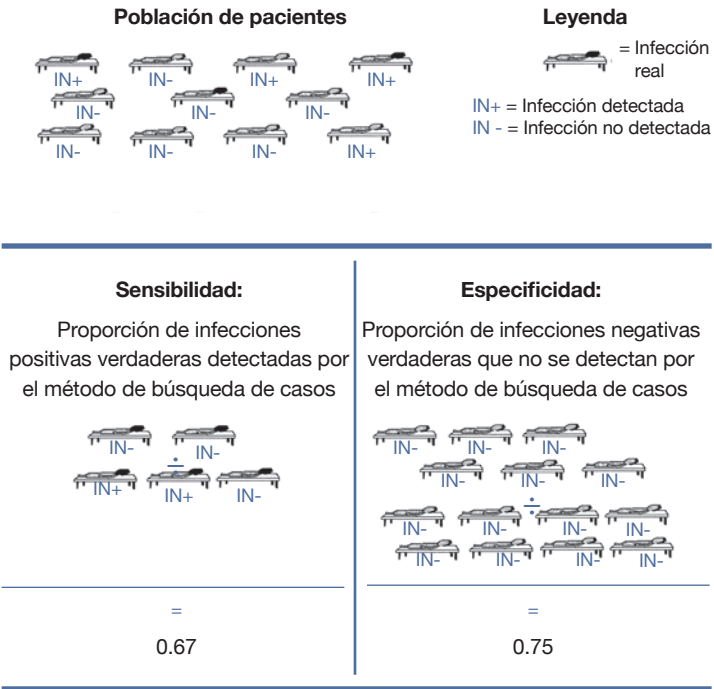 Población de pacientes
IN+ IN- IN+ IN+
IN- IN- IN-
IN- IN- IN- IN+
Leyenda
= Infección
real
IN+ = Infección detectada
IN - = Infección no detectada
Sensibilidad:
Proporción de infecciones
positivas verdaderas detectadas por
el método de búsqueda de casos
IN- IN-
÷
IN+ IN+ IN-
=
0.67
Especificidad:
Proporción de infecciones negativas
verdaderas que no se detectan por
el método de búsqueda de casos
IN- IN- IN-
IN- IN- IN-
÷
IN- IN- IN- IN-
IN- IN- IN- IN-
=
0.75